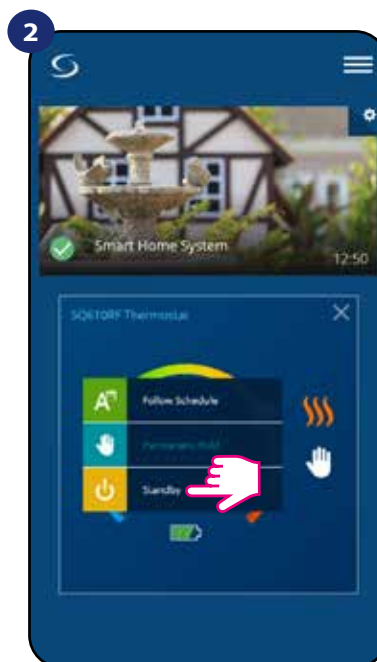 2
Smart Home System
12:50
SQ610RF Thermostat
A
Follow Schedule
Permanent Hold
Standby